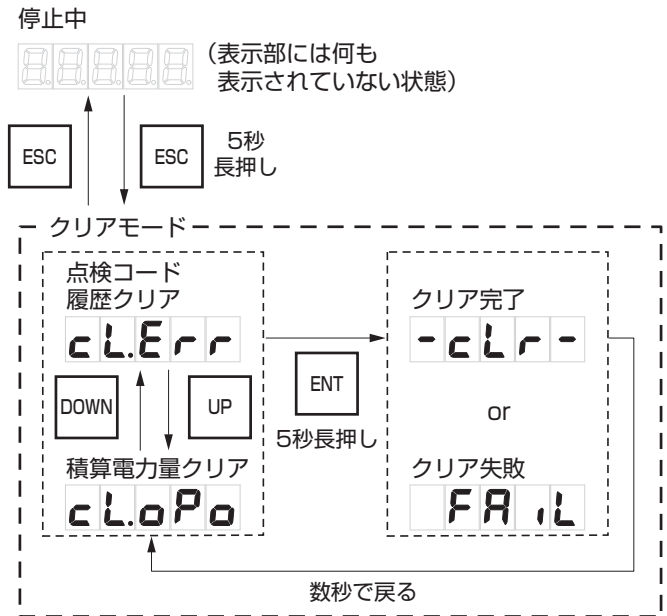 停止中
（表示部には何も
表示されていない状態）
ESC
ESC
5秒
長押し
クリアモード
点検コード
履歴クリア
cL.Err
DOWN
UP
積算電力量クリア
cL.oPo
ENT
5秒長押し
クリア完了
-cLr-
or
クリア失敗
FAiL
数秒で戻る